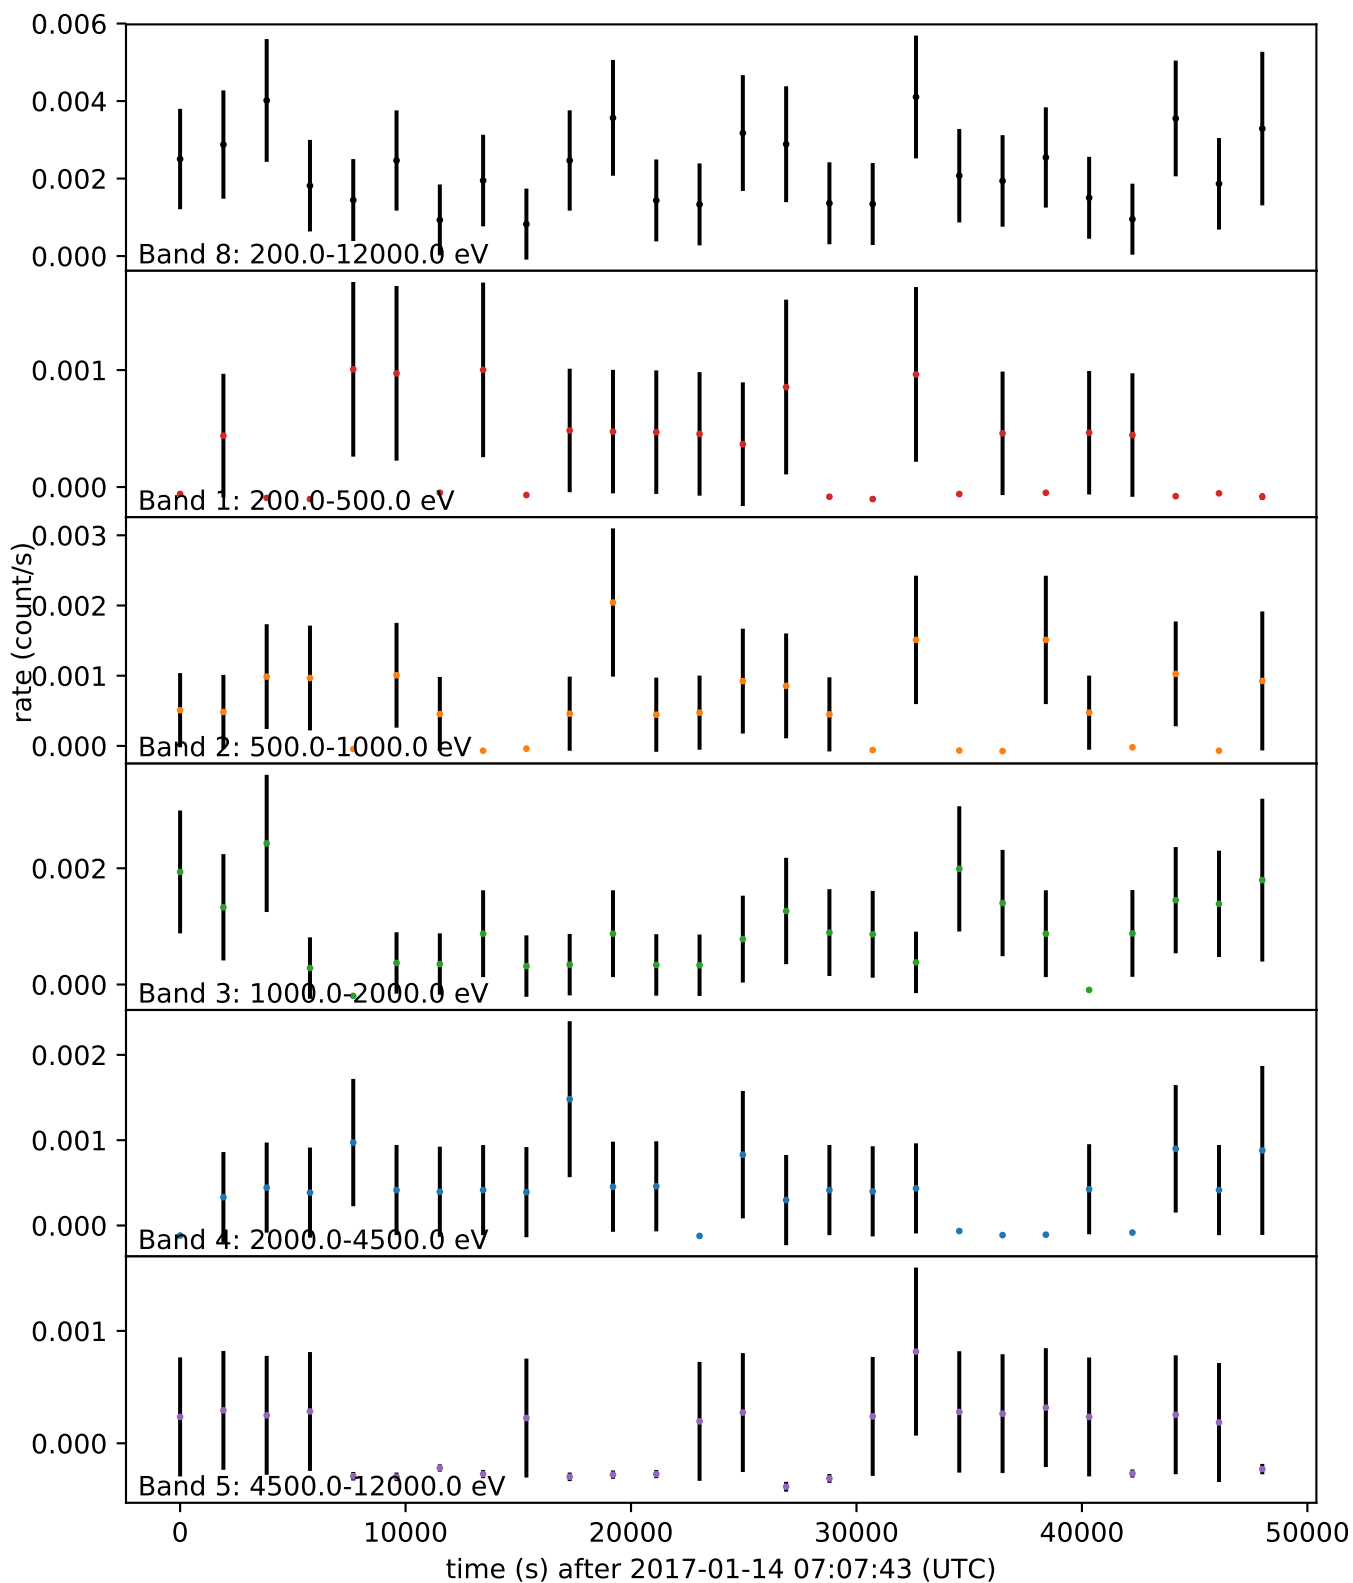 0.006
0.004
0.002
0.000
Band 8: 200.0-12000.0 eV
0.001
0.000
Band 1: 200.0-500.0 eV
rate (count/s)
0.003
0.002
0.001
0.000
Band 2: 500.0-1000.0 eV
0.002
0.000
Band 3: 1000.0-2000.0 eV
0.002
0.001
0.000
Band 4: 2000.0-4500.0 eV
0.001
0.000
Band 5: 4500.0-12000.0 eV
0 10000 20000 30000 40000 50000
time (s) after 2017-01-14 07:07:43 (UTC)